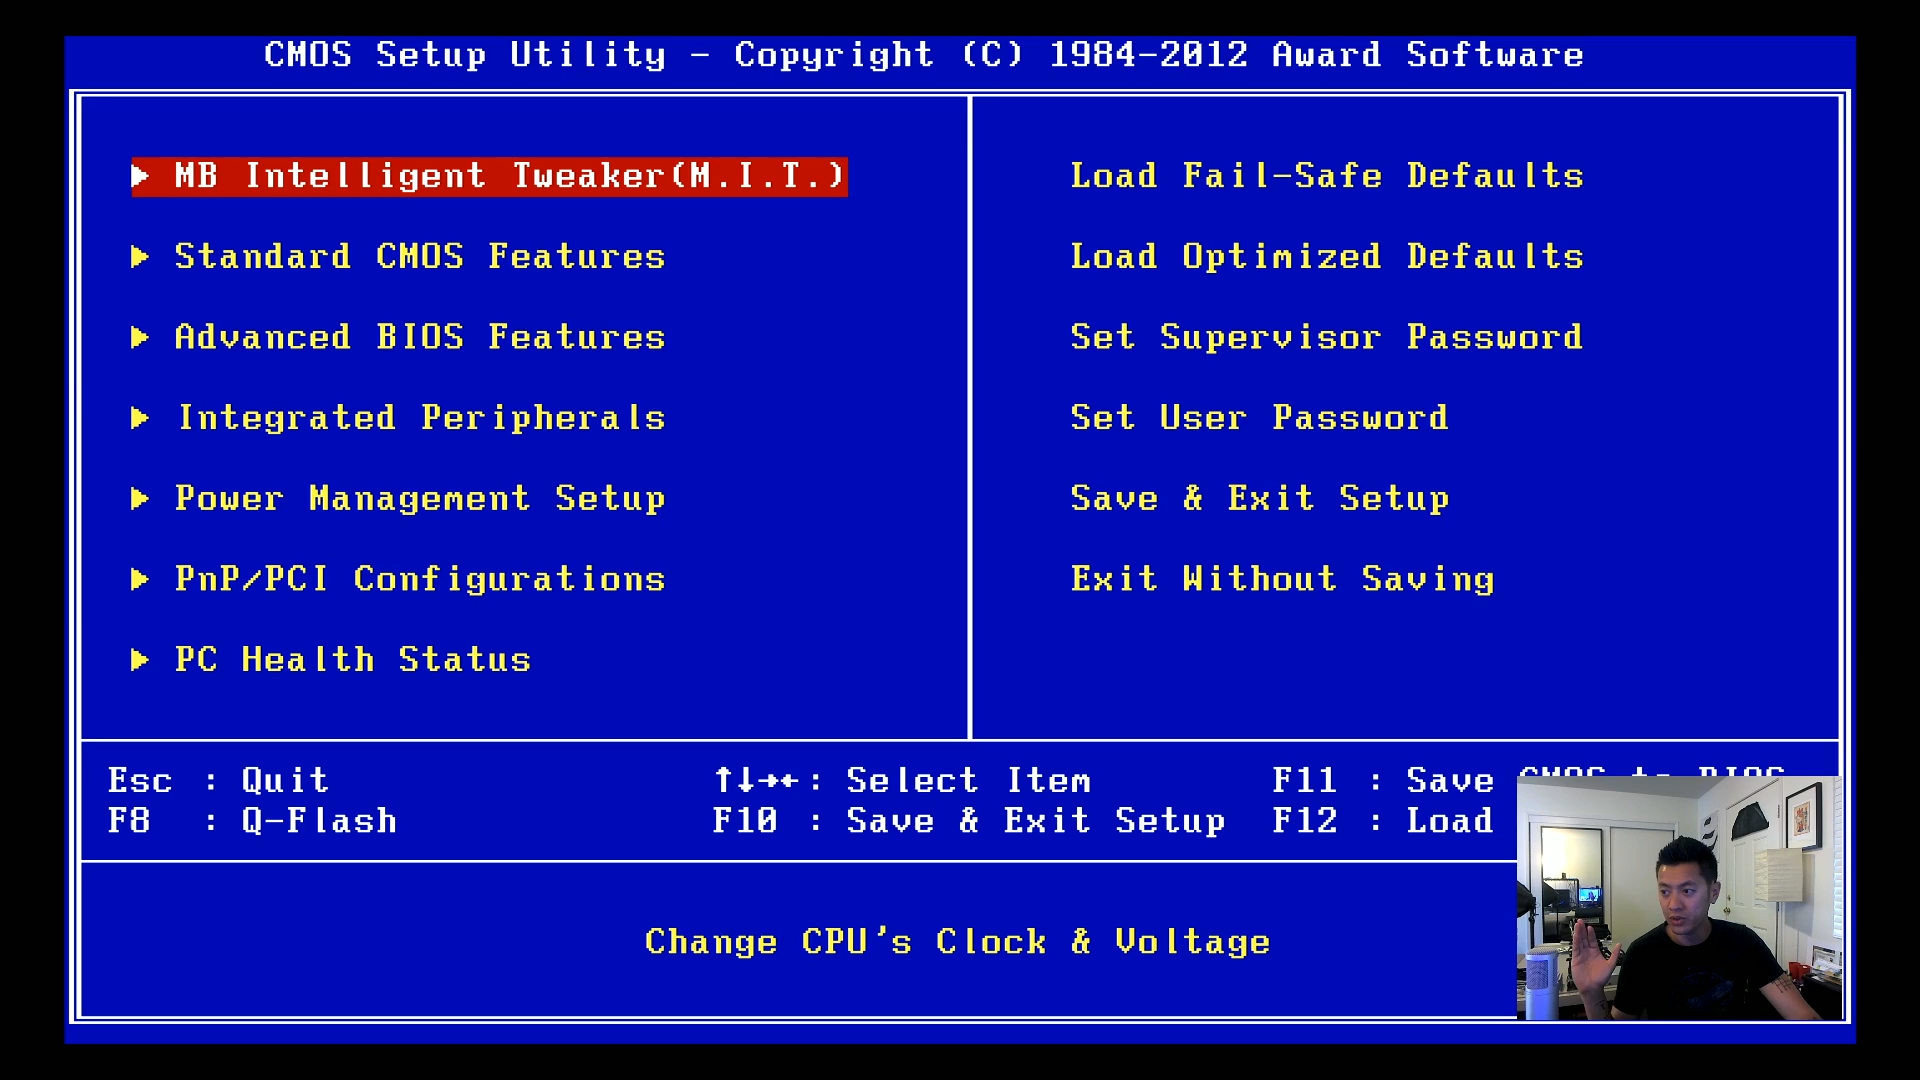 CMOS Setup Utility - Copyright (C) 1984-2012 Award Software
MB Intelligent Tweaker(M.I.T.)
Standard CMOS Features
Advanced BIOS Features
Integrated Peripherals
Power Management Setup
PnP/PCI Configurations
PC Health Status
Load Fail-Safe Defaults
Load Optimized Defaults
Set Supervisor Password
Set User Password
Save & Exit Setup
Exit Without Saving
Esc : Quit ↑↓→←: Select Item F11 : Save CMOS to BIOS
F8 : Q-Flash F10 : Save & Exit Setup F12 : Load
Change CPU's Clock & Voltage